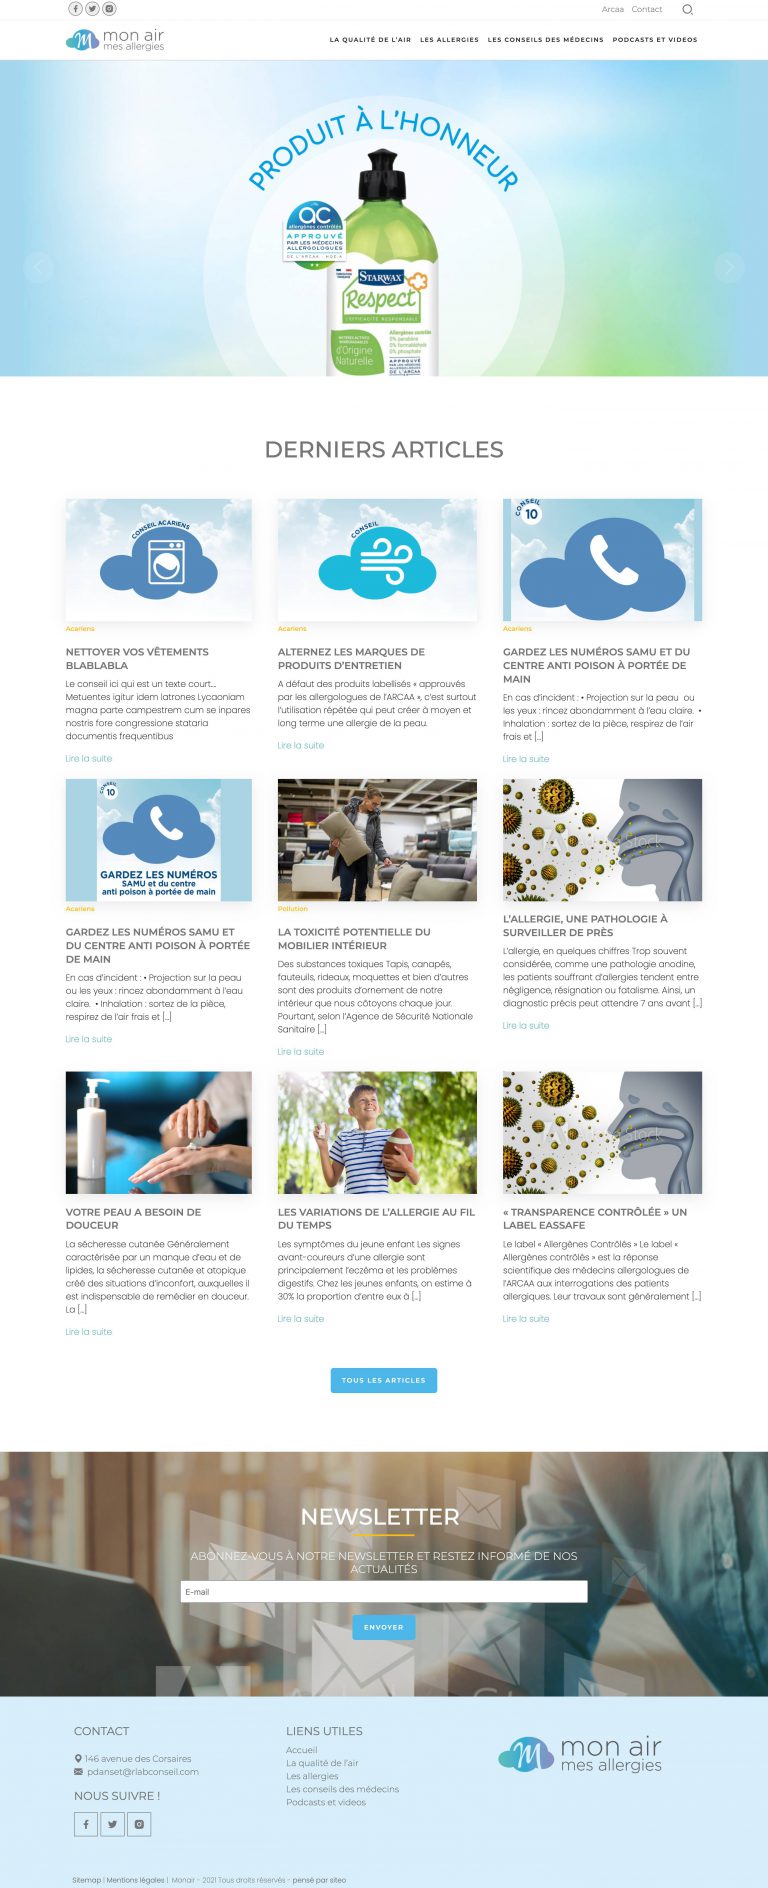 Arcaa Contact
mon air
mes allergies
LA QUALITÉ DE L'AIR LES ALLERGIES LES CONSEILS DES MÉDECINS PODCASTS ET VIDEOS
PRODUIT À L'HONNEUR
ac
allergènes contrôlés
APPROUVÉ
PAR LES MÉDECINS
ALLERGOLOGUES
DE L'ARCAA - HDE.A
STARWAX
Respect
L'EFFICACITÉ RESPONSABLE
d'Origine
Naturelle
Allergènes contrôlés
0% parabène
0% formaldéhyde
0% phosphate
APPROUVÉ
PAR LES MÉDECINS
ALLERGOLOGUES
DE L'ARCAA
DERNIERS ARTICLES
CONSEIL ACARIENS
Acariens
NETTOYER VOS VÊTEMENTS
BLABLABLA
Le conseil ici qui est un texte court...
Metuentes igitur idem latrones Lycaoniam
magna parte campestrem cum se inpares
nostris fore congressione stataria
documentis frequentibus
Lire la suite
CONSEIL
Acariens
ALTERNEZ LES MARQUES DE
PRODUITS D'ENTRETIEN
A défaut des produits labellisés « approuvés
par les allergologues de l'ARCAA », c'est surtout
l'utilisation répétée qui peut créer à moyen et
long terme une allergie de la peau.
Lire la suite
CONSEIL
10
Acariens
GARDEZ LES NUMÉROS SAMU ET DU
CENTRE ANTI POISON À PORTÉE DE
MAIN
En cas d'incident : • Projection sur la peau ou
les yeux : rincez abondamment à l'eau claire. •
Inhalation : sortez de la pièce, respirez de l'air
frais et [...]
Lire la suite
CONSEIL
10
GARDEZ LES NUMÉROS
SAMU et du centre
anti poison à portée de main
Acariens
GARDEZ LES NUMÉROS SAMU ET
DU CENTRE ANTI POISON À PORTÉE
DE MAIN
En cas d'incident : • Projection sur la peau
ou les yeux : rincez abondamment à l'eau
claire. • Inhalation : sortez de la pièce,
respirez de l'air frais et [...]
Lire la suite
Pollution
LA TOXICITÉ POTENTIELLE DU
MOBILIER INTÉRIEUR
Des substances toxiques Tapis, canapés,
fauteuils, rideaux, moquettes et bien d'autres
sont des produits d'ornement de notre
intérieur que nous côtoyons chaque jour.
Pourtant, selon l'Agence de Sécurité Nationale
Sanitaire [...]
Lire la suite
Stock
L'ALLERGIE, UNE PATHOLOGIE À
SURVEILLER DE PRÈS
L'allergie, en quelques chiffres Trop souvent
considérée, comme une pathologie anodine,
les patients souffrant d'allergies tendent entre
négligence, résignation ou fatalisme. Ainsi, un
diagnostic précis peut attendre 7 ans avant [...]
Lire la suite
VOTRE PEAU A BESOIN DE
DOUCEUR
La sécheresse cutanée Généralement
caractérisée par un manque d'eau et de
lipides, la sécheresse cutanée et atopique
créé des situations d'inconfort, auxquelles il
est indispensable de remédier en douceur.
La [...]
Lire la suite
LES VARIATIONS DE L'ALLERGIE AU FIL
DU TEMPS
Les symptômes du jeune enfant Les signes
avant-coureurs d'une allergie sont
principalement l'eczéma et les problèmes
digestifs. Chez les jeunes enfants, on estime à
30% la proportion d'entre eux à [...]
Lire la suite
Stock
« TRANSPARENCE CONTRÔLÉE » UN
LABEL EASSAFE
Le label « Allergènes Contrôlés » Le label «
Allergènes contrôlés » est la réponse
scientifique des médecins allergologues de
l'ARCAA aux interrogations des patients
allergiques. Leur travaux sont généralement [...]
Lire la suite
TOUS LES ARTICLES
NEWSLETTER
ABONNEZ-VOUS À NOTRE NEWSLETTER ET RESTEZ INFORMÉ DE NOS
ACTUALITÉS
E-mail
ENVOYER
CONTACT
146 avenue des Corsaires
pdanset@rlabconseil.com
NOUS SUIVRE !
LIENS UTILES
Accueil
La qualité de l'air
Les allergies
Les conseils des médecins
Podcasts et videos
mon air
mes allergies
Sitemap | Mentions légales | Monair - 2021 Tous droits réservés - pensé par siteo